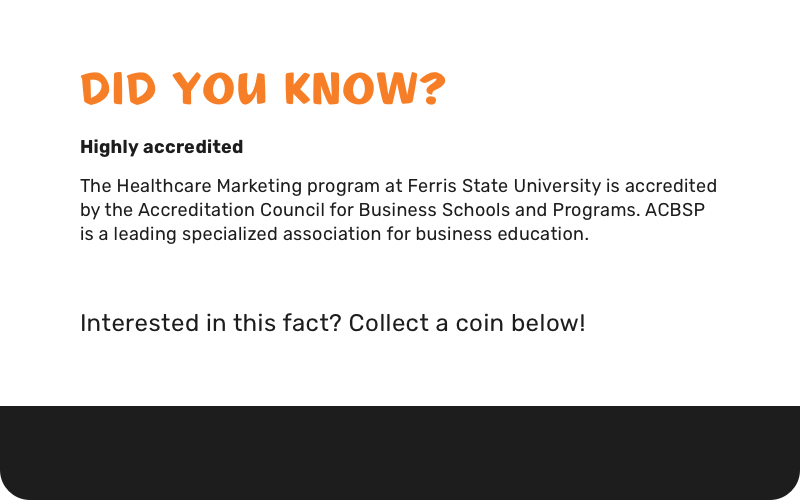 DID YOU KNOW?
Highly accredited
The Healthcare Marketing program at Ferris State University is accredited
by the Accreditation Council for Business Schools and Programs. ACBSP
is a leading specialized association for business education.
Interested in this fact? Collect a coin below!